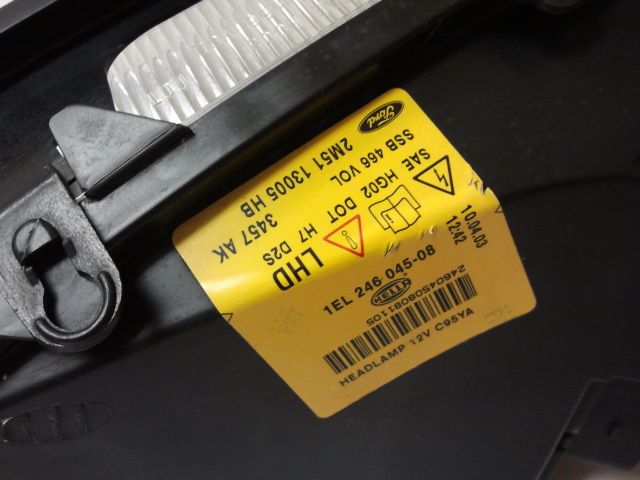 Ford
SSB 466 VOL
2M51 13005 HB
3457 AK
SAE
HG02 DOT
H7 D2S
LHD
10.04.03
12:42
1EL 246 045-08
HELLA
24604508081105
HEADLAMP 12V C95YA